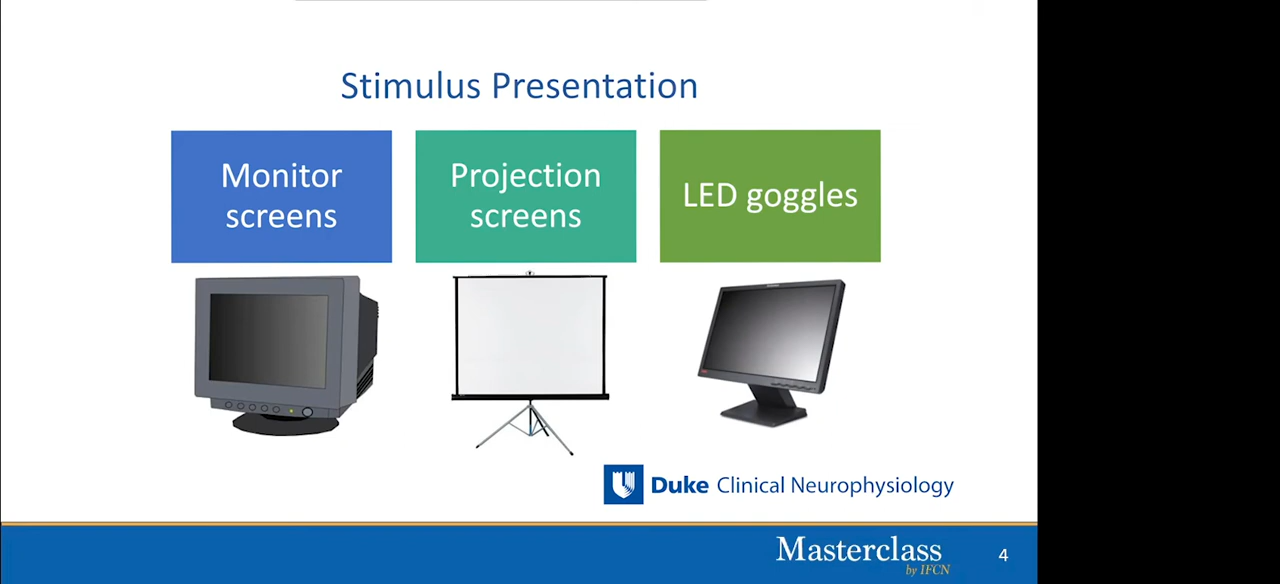 Stimulus Presentation
Monitor
screens
Projection
screens
LED goggles
Duke Clinical Neurophysiology
Masterclass
by IFCN
4